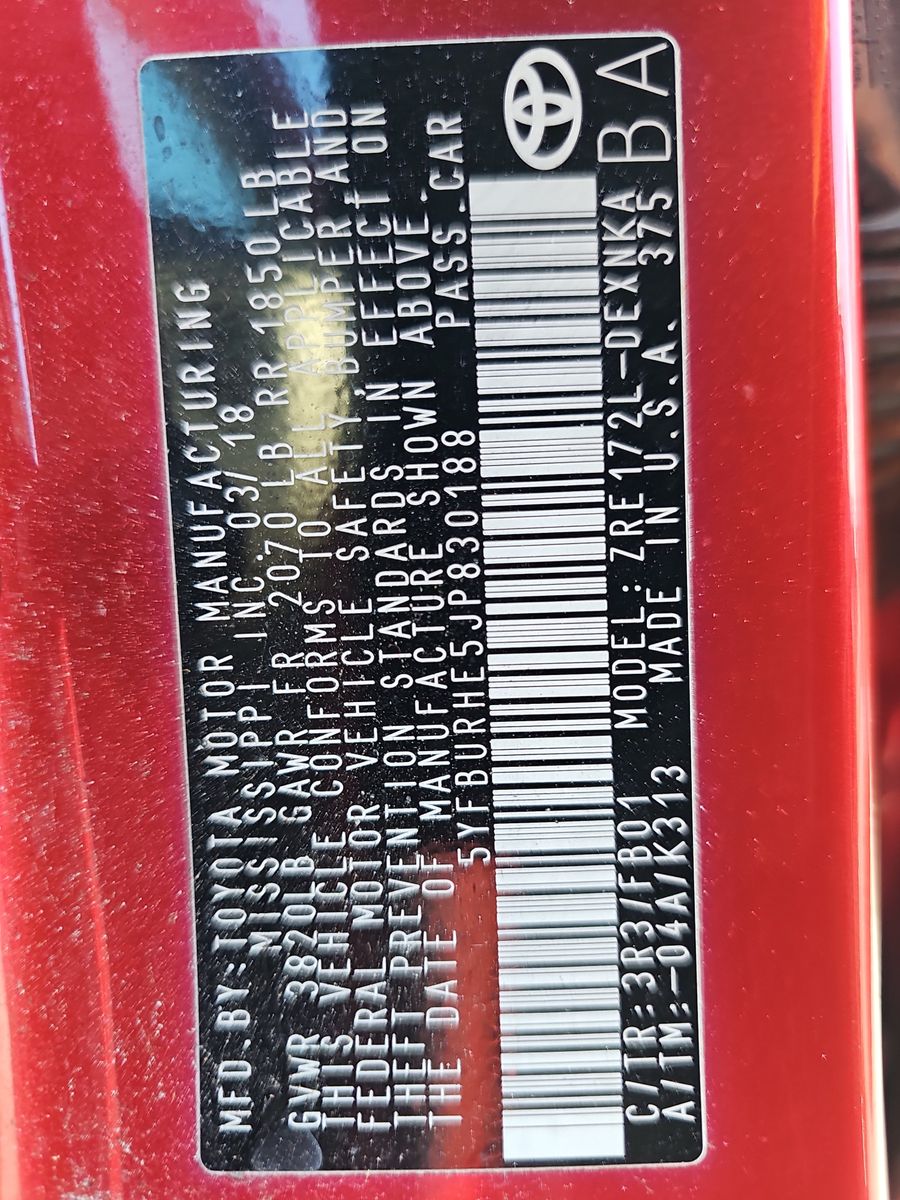 MFD.BY:TOYOTA MOTOR MANUFACTURING
MISSISSIPPI INC 03/18
GVWR 3820LB GAWR FR 2070 LB RR 1850LB
THIS VEHICLE CONFORMS TO ALL APPLICABLE
FEDERAL MOTOR VEHICLE SAFETY, BUMPER AND
THEFT PREVENTION STANDARDS IN EFFECT ON
THE DATE OF MANUFACTURE SHOWN ABOVE.
5YFBURHE5JP830188 PASS.CAR
C/TR:3R3/FB01 MODEL:ZRE172L-DEXNKA
A/TM:-04A/K313 MADE IN U.S.A. 375 BA